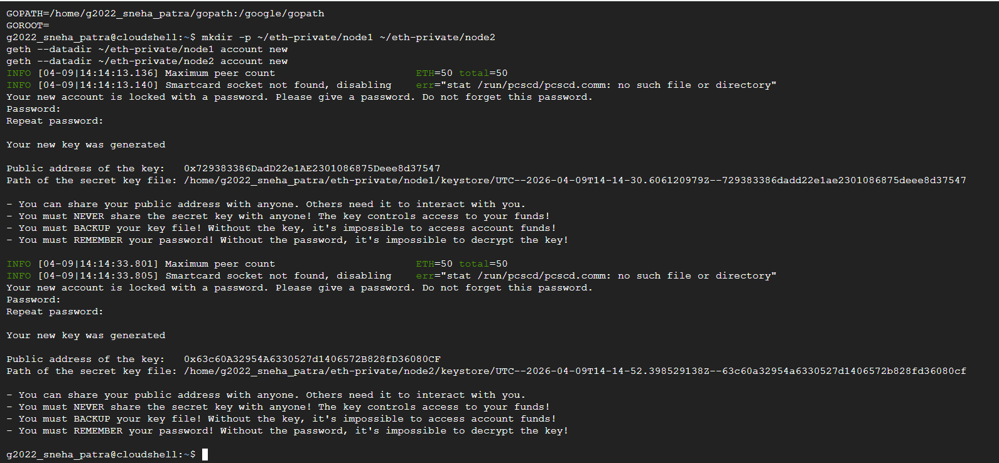 GOPATH=/home/g2022_sneha_patra/gopath:/google/gopath
GOROOT=
g2022_sneha_patra@cloudshell:~$ mkdir -p ~/eth-private/node1 ~/eth-private/node2
geth --datadir ~/eth-private/node1 account new
geth --datadir ~/eth-private/node2 account new
INFO [04-09|14:14:13.136] Maximum peer count                       ETH=50 total=50
INFO [04-09|14:14:13.140] Smartcard socket not found, disabling    err="stat /run/pcscd/pcscd.comm: no such file or directory"
Your new account is locked with a password. Please give a password. Do not forget this password.
Password:
Repeat password:

Your new key was generated

Public address of the key:   0x729383386DadD22e1AE2301086875Deee8d37547
Path of the secret key file: /home/g2022_sneha_patra/eth-private/node1/keystore/UTC--2026-04-09T14-14-30.606120979Z--729383386dadd22e1ae2301086875deee8d37547

- You can share your public address with anyone. Others need it to interact with you.
- You must NEVER share the secret key with anyone! The key controls access to your funds!
- You must BACKUP your key file! Without the key, it's impossible to access account funds!
- You must REMEMBER your password! Without the password, it's impossible to decrypt the key!

INFO [04-09|14:14:33.801] Maximum peer count                       ETH=50 total=50
INFO [04-09|14:14:33.805] Smartcard socket not found, disabling    err="stat /run/pcscd/pcscd.comm: no such file or directory"
Your new account is locked with a password. Please give a password. Do not forget this password.
Password:
Repeat password:

Your new key was generated

Public address of the key:   0x63c60A32954A6330527d1406572B828fD36080CF
Path of the secret key file: /home/g2022_sneha_patra/eth-private/node2/keystore/UTC--2026-04-09T14-14-52.398529138Z--63c60a32954a6330527d1406572b828fd36080cf

- You can share your public address with anyone. Others need it to interact with you.
- You must NEVER share the secret key with anyone! The key controls access to your funds!
- You must BACKUP your key file! Without the key, it's impossible to access account funds!
- You must REMEMBER your password! Without the password, it's impossible to decrypt the key!

g2022_sneha_patra@cloudshell:~$